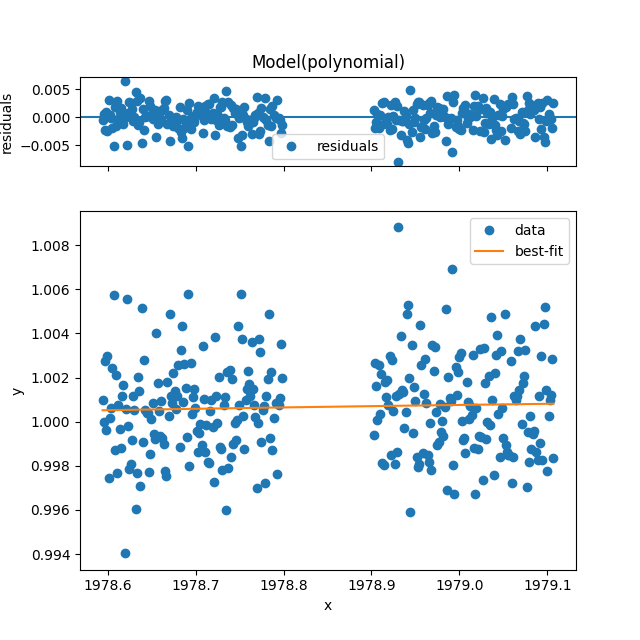 Model(polynomial)
residuals
0.005
0.000
−0.005
residuals
y
1.008
1.006
1.004
1.002
1.000
0.998
0.996
0.994
data
best-fit
1978.6 1978.7 1978.8 1978.9 1979.0 1979.1
x